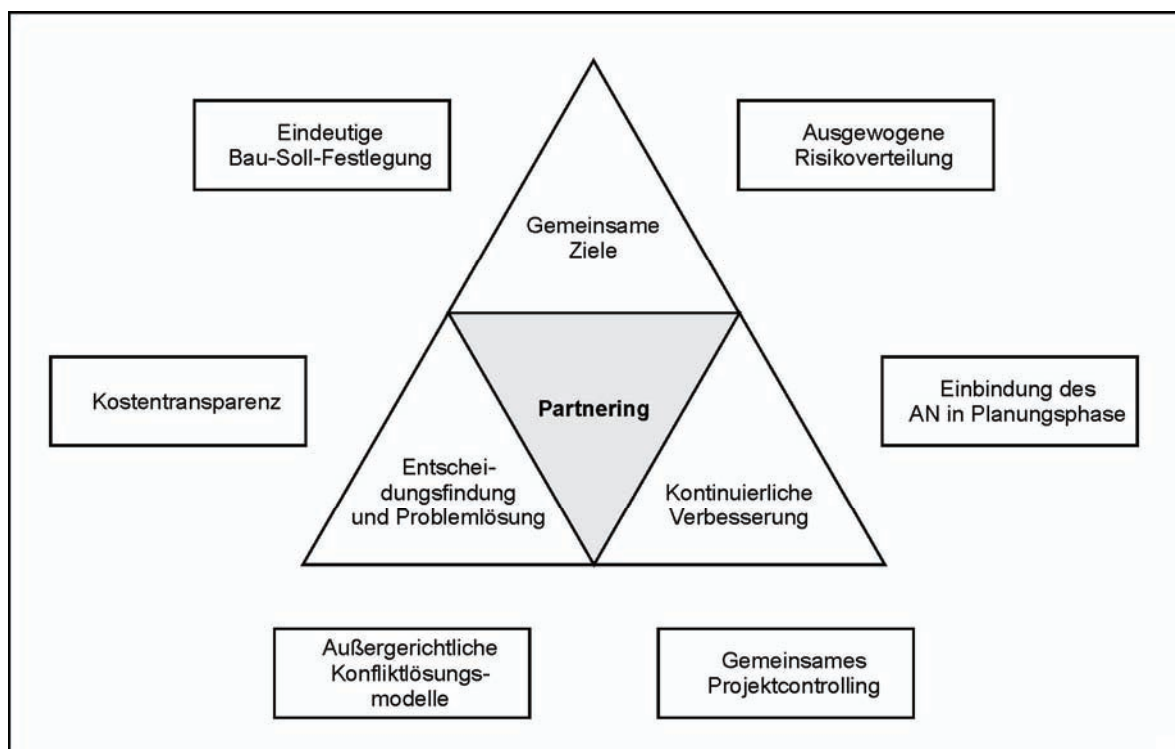 Eindeutige
Bau-Soll-Festlegung
Ausgewogene
Risikoverteilung
Gemeinsame
Ziele
Kostentransparenz
Partnering
Einbindung des
AN in Planungsphase
Entschei-
dungsfindung
und Problemlösung
Kontinuierliche
Verbesserung
Außergerichtliche
Konfliktlösungs-
modelle
Gemeinsames
Projektcontrolling